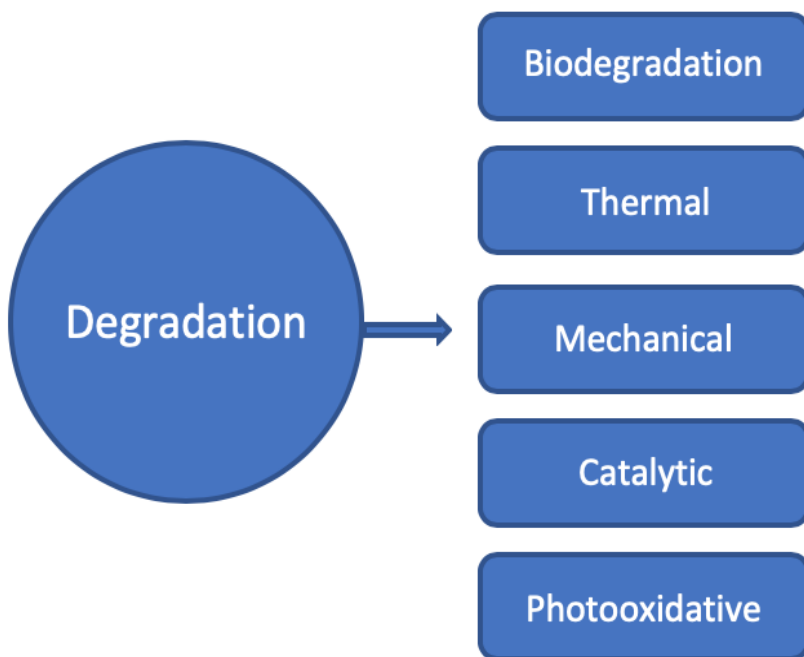 Biodegradation
Thermal
Degradation
Mechanical
Catalytic
Photooxidative